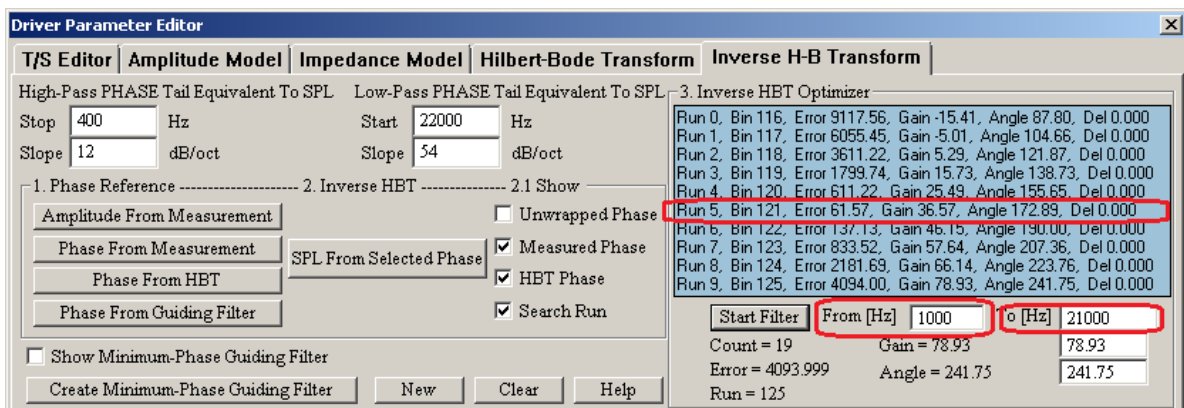 Driver Parameter Editor
T/S Editor Amplitude Model Impedance Model Hilbert-Bode Transform Inverse H-B Transform
High-Pass PHASE Tail Equivalent To SPL Low-Pass PHASE Tail Equivalent To SPL
Stop 400 Hz Start 22000 Hz
Slope 12 dB/oct Slope 54 dB/oct
1. Phase Reference -------------------- 2. Inverse HBT --------------- 2.1 Show
Amplitude From Measurement
Phase From Measurement
Phase From HBT
Phase From Guiding Filter
SPL From Selected Phase
Unwrapped Phase
Measured Phase
HBT Phase
Search Run
Show Minimum-Phase Guiding Filter
Create Minimum-Phase Guiding Filter New Clear Help
3. Inverse HBT Optimizer
Run 0, Bin 116, Error 9117.56, Gain -15.41, Angle 87.80, Del 0.000
Run 1, Bin 117, Error 6055.45, Gain -5.01, Angle 104.66, Del 0.000
Run 2, Bin 118, Error 3611.22, Gain 5.29, Angle 121.87, Del 0.000
Run 3, Bin 119, Error 1799.74, Gain 15.73, Angle 138.73, Del 0.000
Run 4, Bin 120, Error 611.22, Gain 25.49, Angle 155.65, Del 0.000
Run 5, Bin 121, Error 61.57, Gain 36.57, Angle 172.89, Del 0.000
Run 6, Bin 122, Error 137.13, Gain 46.15, Angle 190.00, Del 0.000
Run 7, Bin 123, Error 833.52, Gain 57.64, Angle 207.36, Del 0.000
Run 8, Bin 124, Error 2181.69, Gain 66.14, Angle 223.76, Del 0.000
Run 9, Bin 125, Error 4094.00, Gain 78.93, Angle 241.75, Del 0.000
Start Filter From [Hz] 1000 To [Hz] 21000
Count = 19 Gain = 78.93 78.93
Error = 4093.999 Angle = 241.75 241.75
Run = 125